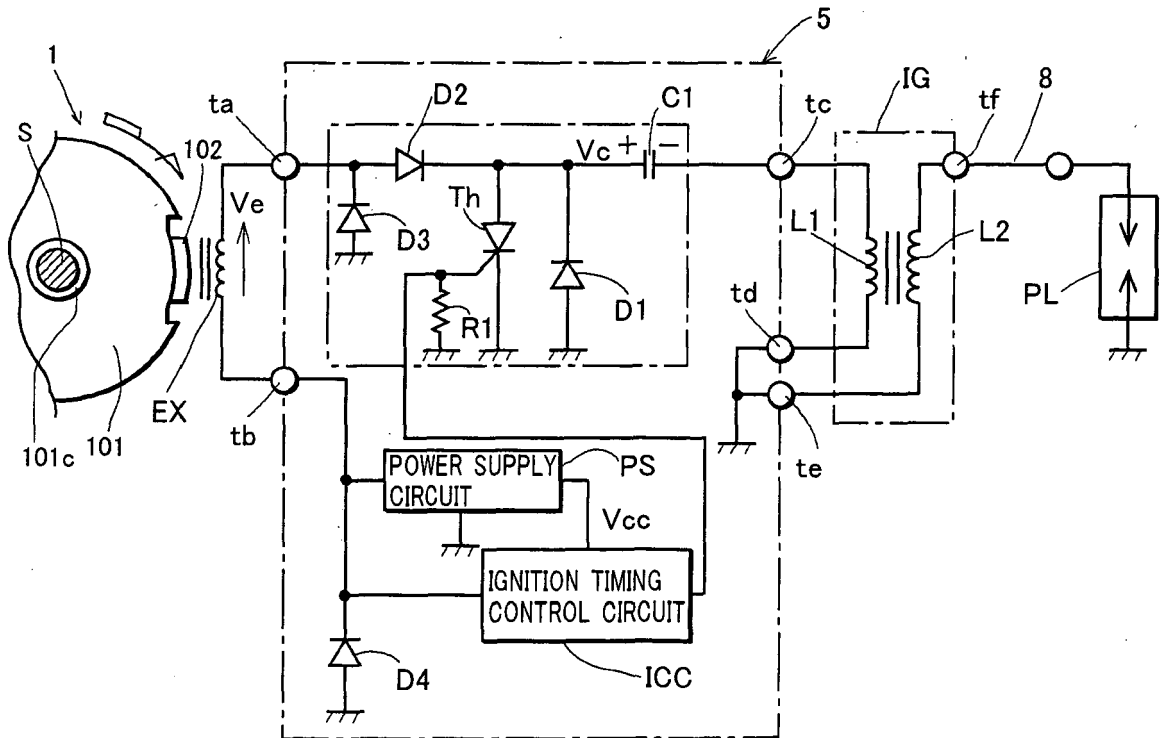 1
5
S
ta
D2
C1
tc
IG
tf
8
102
Vc + -
Ve
Th
D3
L1
L2
D1
td
PL
R1
EX
tb
te
101c
101
POWER SUPPLY
CIRCUIT
PS
Vcc
IGNITION TIMING
CONTROL CIRCUIT
D4
ICC